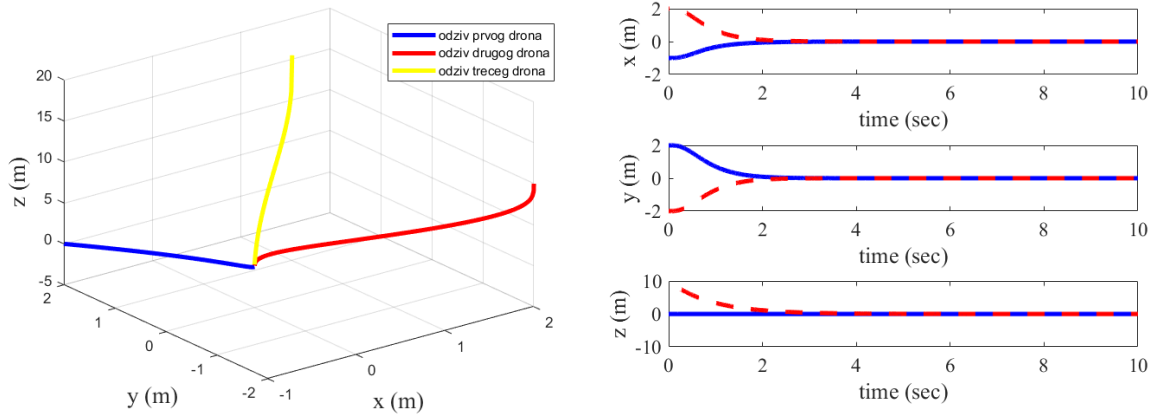 odziv prvog drona
odziv drugog drona
odziv treceg drona
20
15
10
5
0
-5
z (m)
2
1
0
-1
-2
y (m)
-1
0
1
2
x (m)
2
0
-2
x (m)
0 2 4 6 8 10
time (sec)
2
0
-2
y (m)
0 2 4 6 8 10
time (sec)
10
0
-10
z (m)
0 2 4 6 8 10
time (sec)